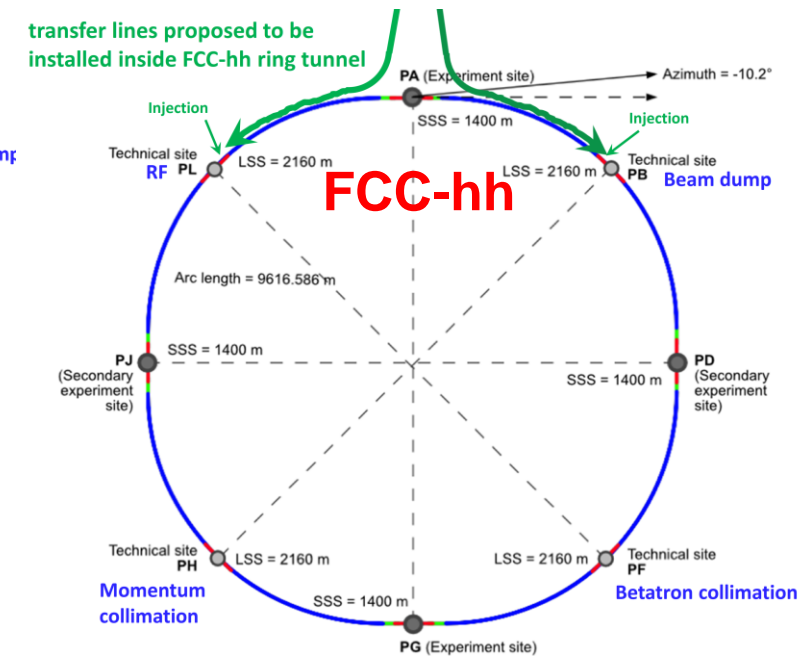 transfer lines proposed to be
installed inside FCC-hh ring tunnel
PA (Experiment site)
Azimuth = -10.2°
Injection
SSS = 1400 m
Injection
Technical site
RF PL
LSS = 2160 m
LSS = 2160 m
Technical site
PB
Beam dump
FCC-hh
Arc length = 9616.586 m
PJ
(Secondary
experiment
site)
SSS = 1400 m
SSS = 1400 m
PD
(Secondary
experiment
site)
Technical site
PH
LSS = 2160 m
LSS = 2160 m
Technical site
PF
Momentum
collimation
Betatron collimation
SSS = 1400 m
PG (Experiment site)